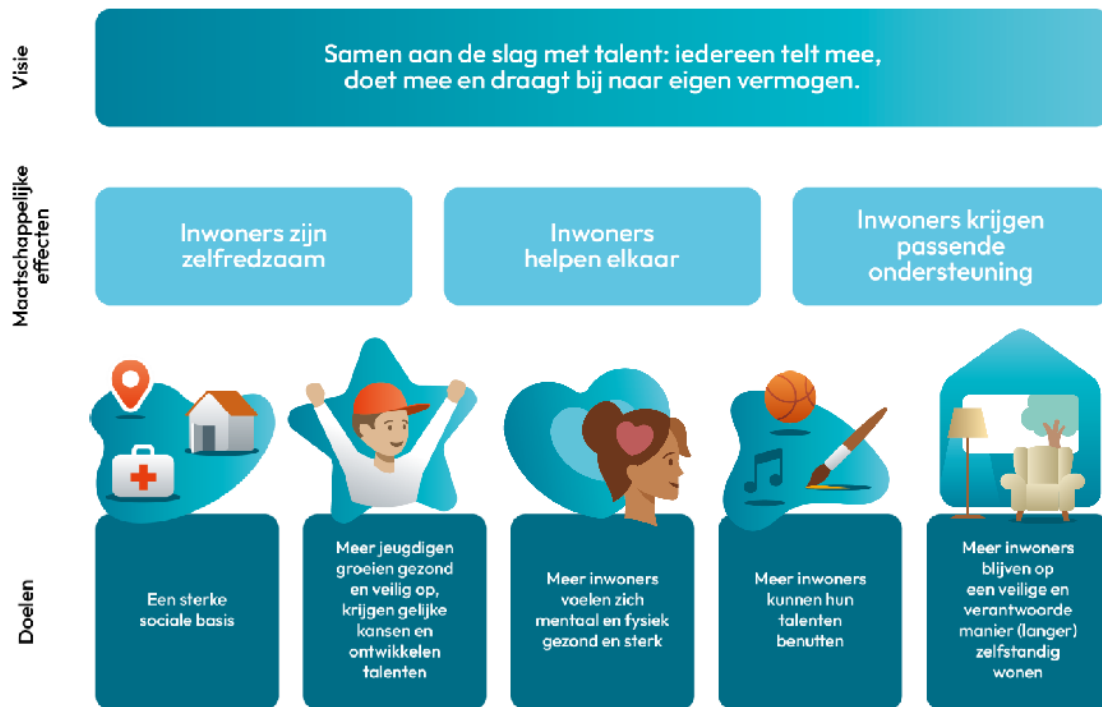 Visie
Samen aan de slag met talent: iedereen telt mee,
doet mee en draagt bij naar eigen vermogen.
Maatschappelijke
effecten
Inwoners zijn
zelfredzaam
Inwoners
helpen elkaar
Inwoners krijgen
passende
ondersteuning
Doelen
Een sterke
sociale basis
Meer jeugdigen
groeien gezond
en veilig op,
krijgen gelijke
kansen en
ontwikkelen
talenten
Meer inwoners
voelen zich
mentaal en fysiek
gezond en sterk
Meer inwoners
kunnen hun
talenten
benutten
Meer inwoners
blijven op
een veilige en
verantwoorde
manier (langer)
zelfstandig
wonen